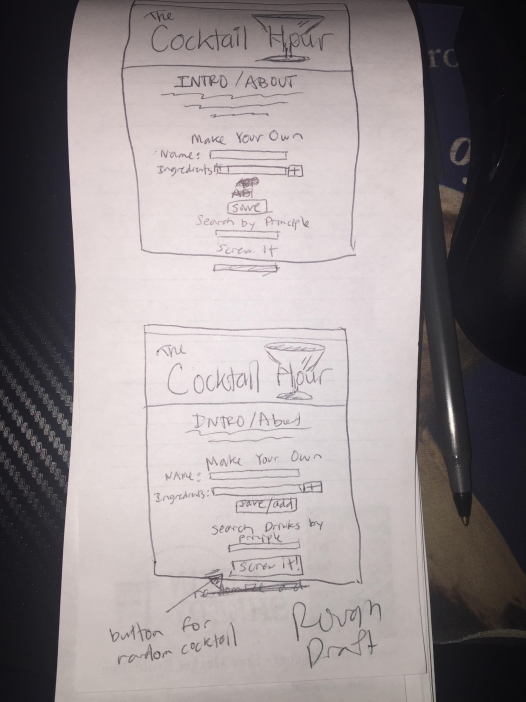 The
Cocktail Hour
INTRO/ABOUT
Make Your Own
Name:
Ingredients: +
save
Search by Principle
Screw It
The
Cocktail Hour
INTRO/About
Make Your Own
NAME:
Ingredients: +
save/add
Search Drinks by
principle
Screw it!
button for
random cocktail
Rough
Draft